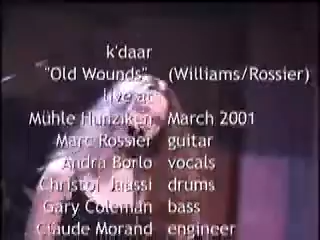 k'daar
"Old Wounds" (Williams/Rossier)
live at
Mühle Hunziken March 2001
Marc Rossier guitar
Andra Borlo vocals
Christof Jaussi drums
Gary Coleman bass
Claude Morand engineer